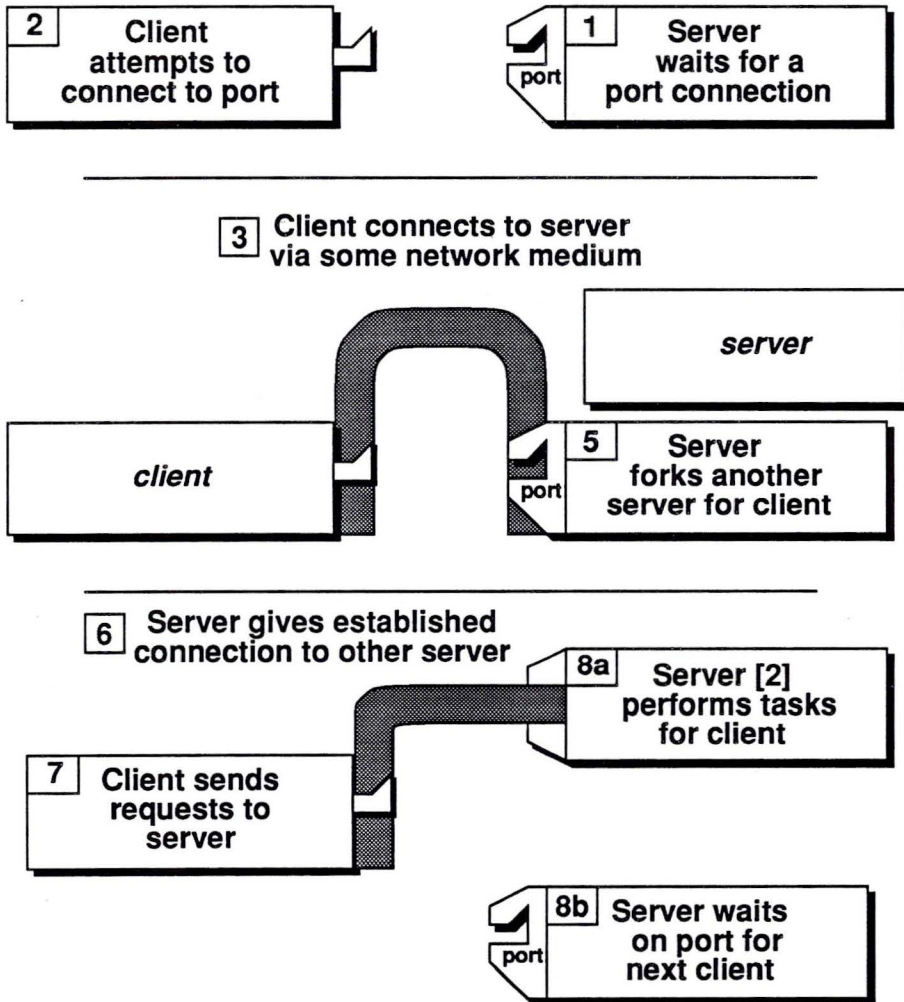 2
Client
attempts to
connect to port
1
Server
waits for a
port connection
port
3
Client connects to server
via some network medium
server
client
5
Server
forks another
server for client
port
6
Server gives established
connection to other server
8a
Server [2]
performs tasks
for client
7
Client sends
requests to
server
8b
Server waits
on port for
next client
port